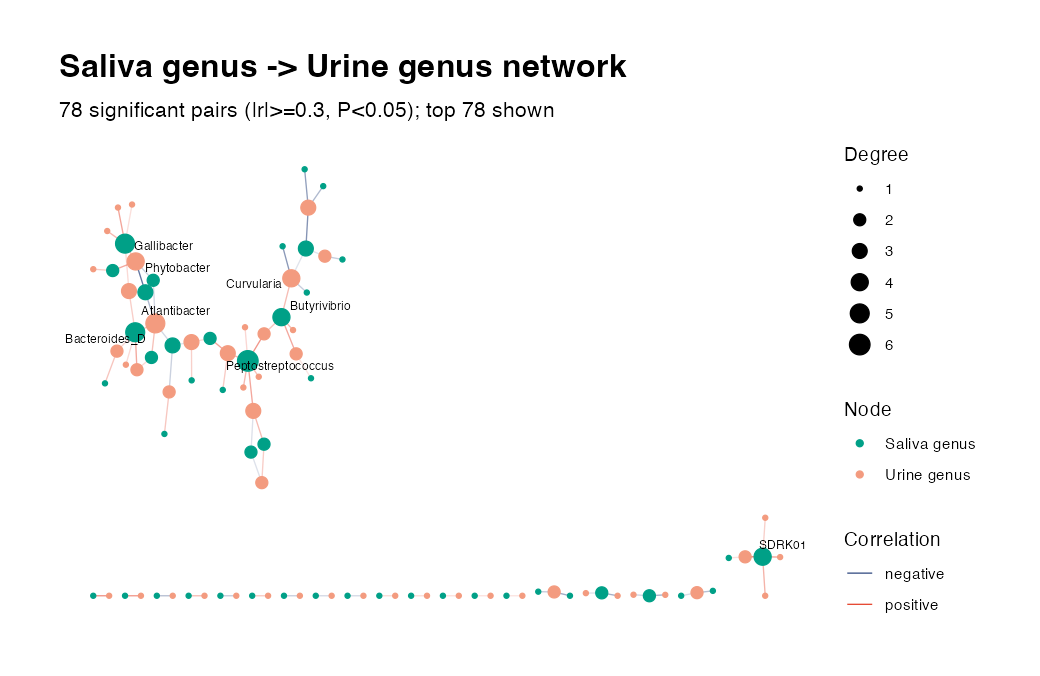 Saliva genus -> Urine genus network
78 significant pairs (|r|>=0.3, P<0.05); top 78 shown
Gallibacter
Phytobacter
Curvularia
Butyrivibrio
Atlantibacter
Bacteroides_D
Peptostreptococcus
SDRK01
Degree
1
2
3
4
5
6
Node
Saliva genus
Urine genus
Correlation
negative
positive